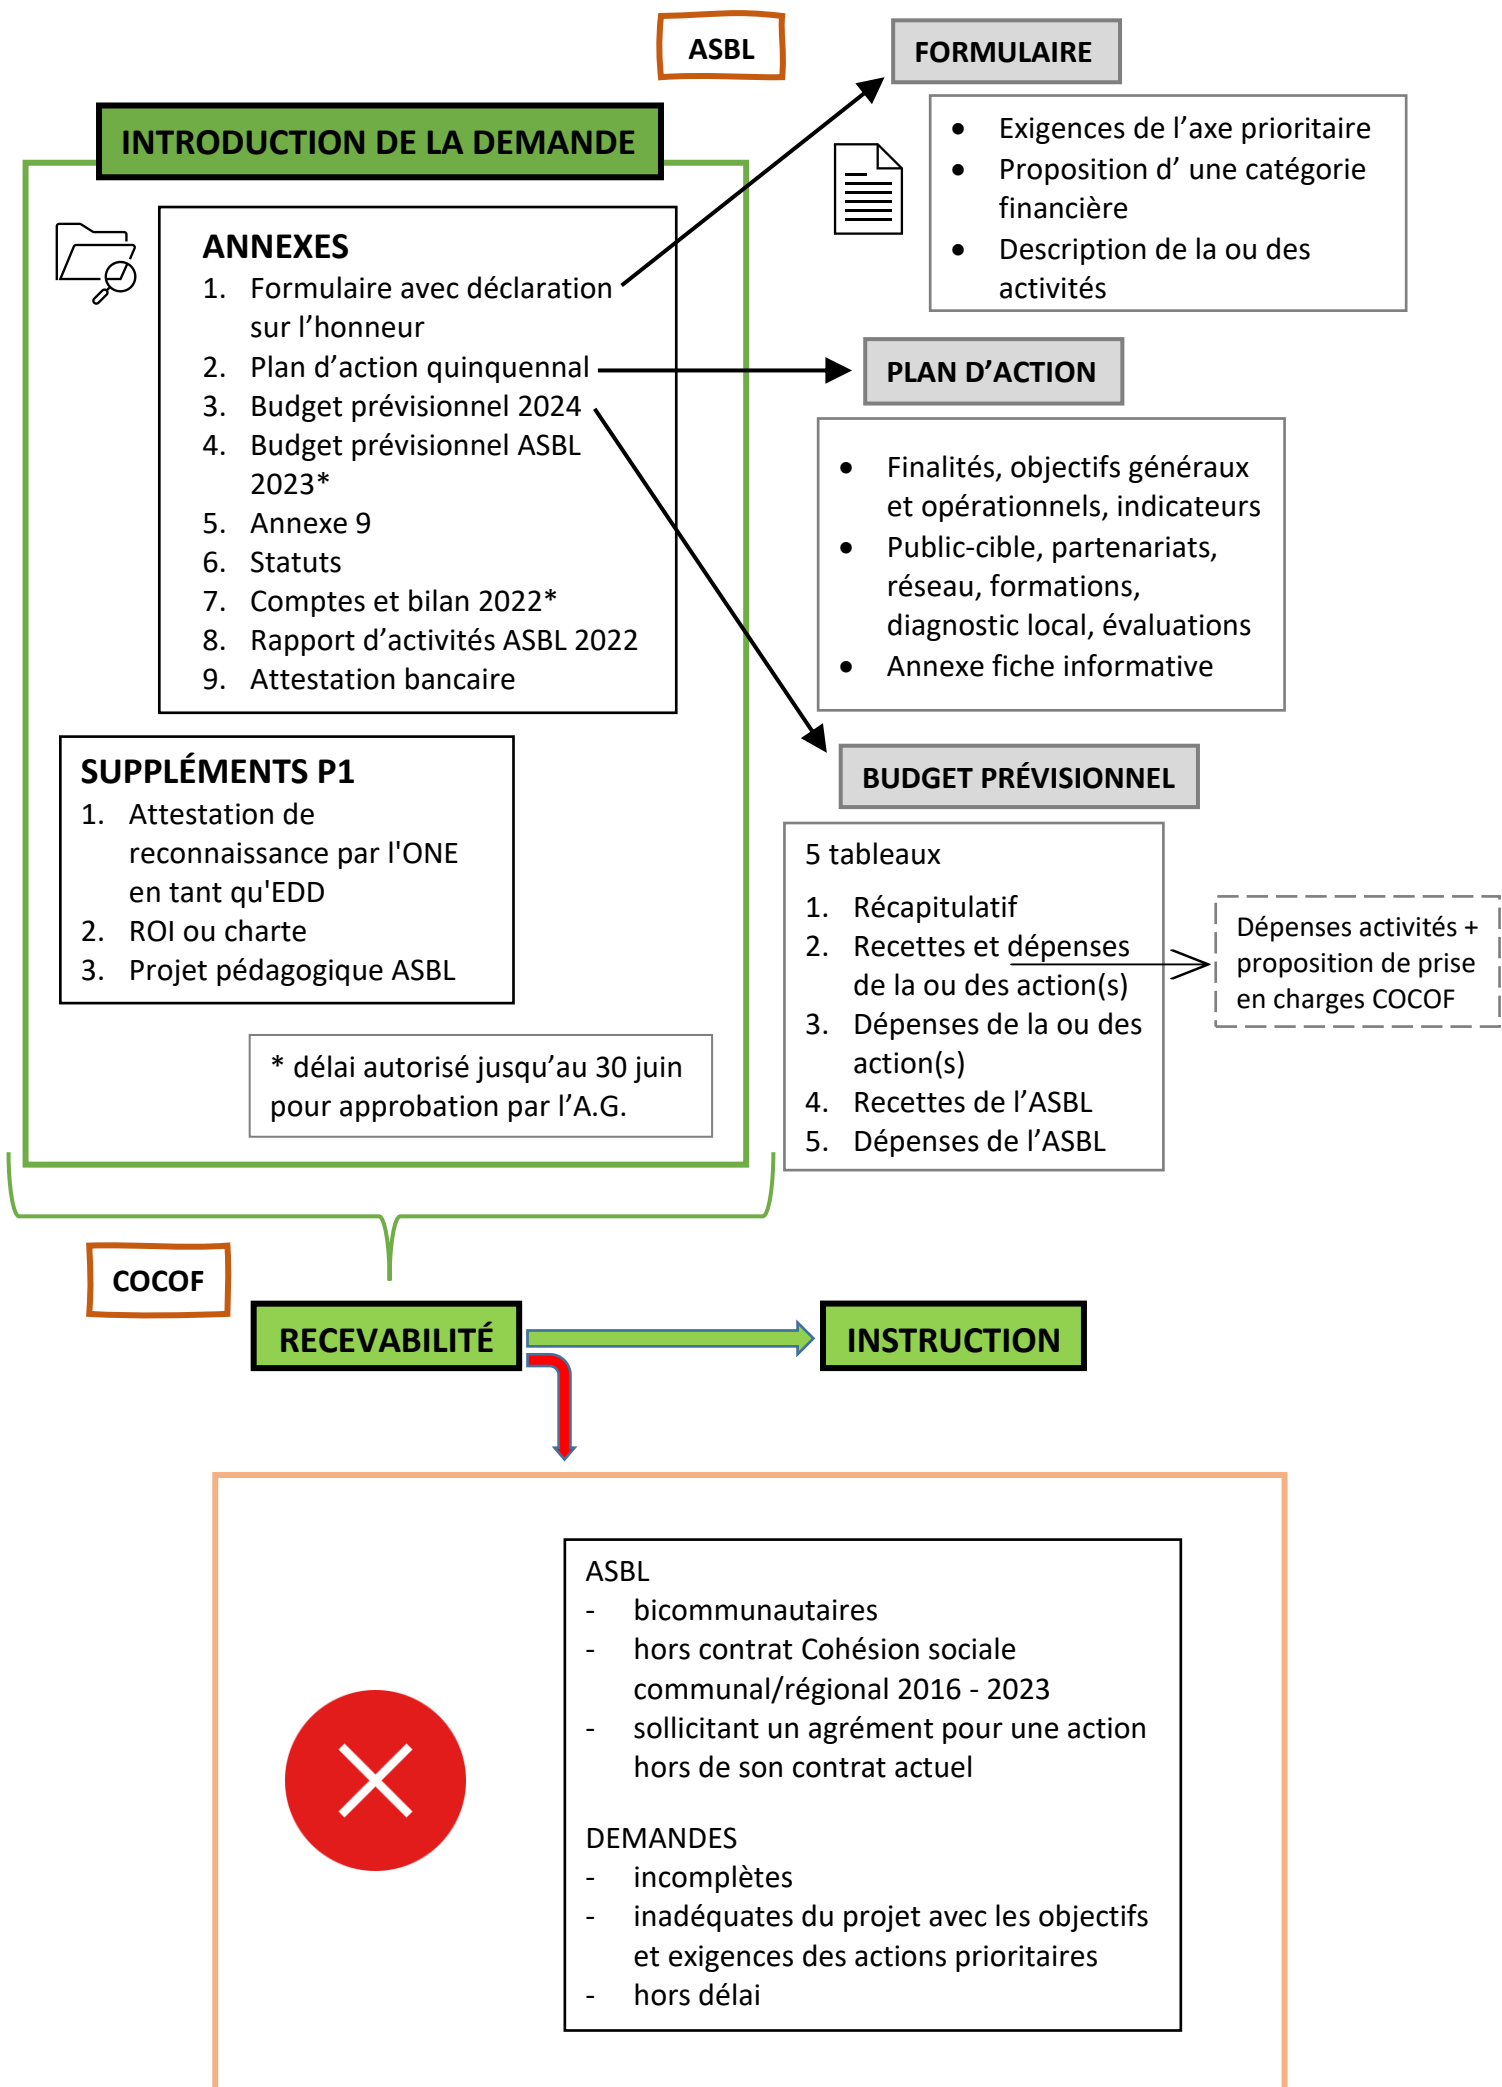 ASBL
FORMULAIRE
• Exigences de l’axe prioritaire
• Proposition d’ une catégorie
financière
• Description de la ou des
activités
INTRODUCTION DE LA DEMANDE
ANNEXES
1. Formulaire avec déclaration
sur l’honneur
2. Plan d’action quinquennal
3. Budget prévisionnel 2024
4. Budget prévisionnel ASBL
2023*
5. Annexe 9
6. Statuts
7. Comptes et bilan 2022*
8. Rapport d’activités ASBL 2022
9. Attestation bancaire
PLAN D’ACTION
• Finalités, objectifs généraux
et opérationnels, indicateurs
• Public-cible, partenariats,
réseau, formations,
diagnostic local, évaluations
• Annexe fiche informative
SUPPLÉMENTS P1
1. Attestation de
reconnaissance par l'ONE
en tant qu'EDD
2. ROI ou charte
3. Projet pédagogique ASBL
* délai autorisé jusqu’au 30 juin
pour approbation par l’A.G.
BUDGET PRÉVISIONNEL
5 tableaux
1. Récapitulatif
2. Recettes et dépenses
de la ou des action(s)
3. Dépenses de la ou des
action(s)
4. Recettes de l’ASBL
5. Dépenses de l’ASBL
Dépenses activités +
proposition de prise
en charges COCOF
COCOF
RECEVABILITÉ
INSTRUCTION
ASBL
- bicommunautaires
- hors contrat Cohésion sociale
communal/régional 2016 - 2023
- sollicitant un agrément pour une action
hors de son contrat actuel
DEMANDES
- incomplètes
- inadéquates du projet avec les objectifs
et exigences des actions prioritaires
- hors délai